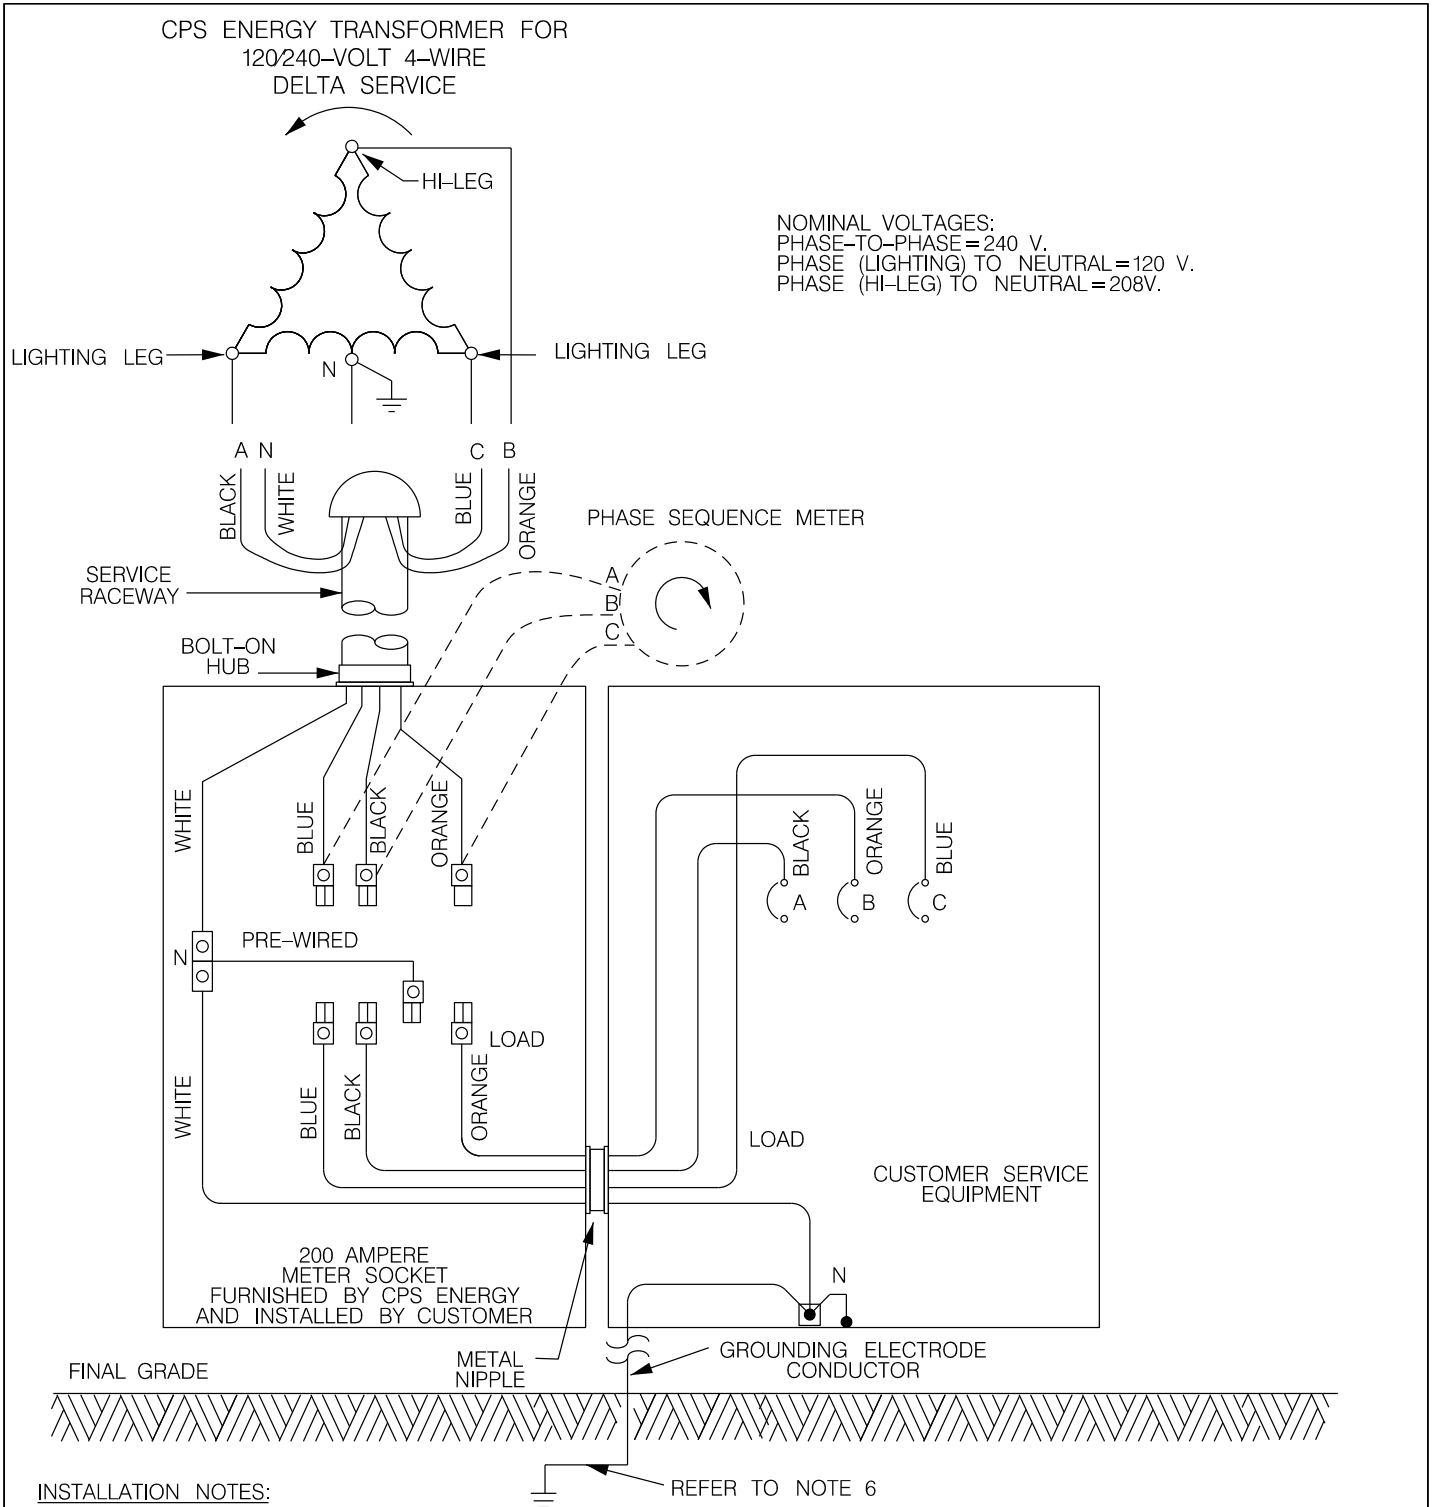 CPS ENERGY TRANSFORMER FOR
120/240-VOLT 4-WIRE
DELTA SERVICE
HI-LEG
NOMINAL VOLTAGES:
PHASE-TO-PHASE=240 V.
PHASE (LIGHTING) TO NEUTRAL=120 V.
PHASE (HI-LEG) TO NEUTRAL=208V.
LIGHTING LEG
LIGHTING LEG
N
A N
C B
BLACK
WHITE
BLUE
ORANGE
PHASE SEQUENCE METER
A
B
C
SERVICE
RACEWAY
BOLT-ON
HUB
WHITE
BLUE
BLACK
ORANGE
BLACK
ORANGE
BLUE
A
B
C
PRE-WIRED
N
LOAD
WHITE
BLUE
BLACK
ORANGE
LOAD
CUSTOMER SERVICE
EQUIPMENT
200 AMPERE
METER SOCKET
FURNISHED BY CPS ENERGY
AND INSTALLED BY CUSTOMER
N
METAL
NIPPLE
GROUNDING ELECTRODE
CONDUCTOR
FINAL GRADE
REFER TO NOTE 6
INSTALLATION NOTES: